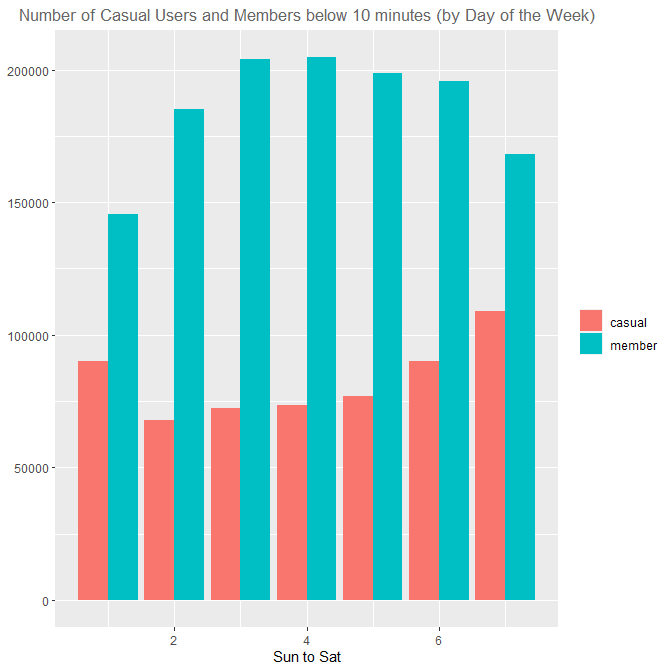 Number of Casual Users and Members below 10 minutes (by Day of the Week)
200000
150000
100000
50000
0
casual
member
2 4 6
Sun to Sat